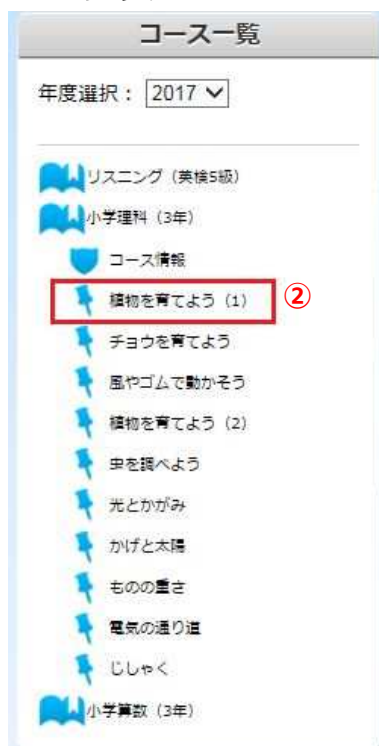 コース一覧
年度選択： 2017
リスニング（英検5級）
小学理科（3年）
コース情報
植物を育てよう（1）
②
チョウを育てよう
風やゴムで動かそう
植物を育てよう（2）
虫を調べよう
光とかがみ
かげと太陽
ものの重さ
電気の通り道
じしゃく
小学算数（3年）